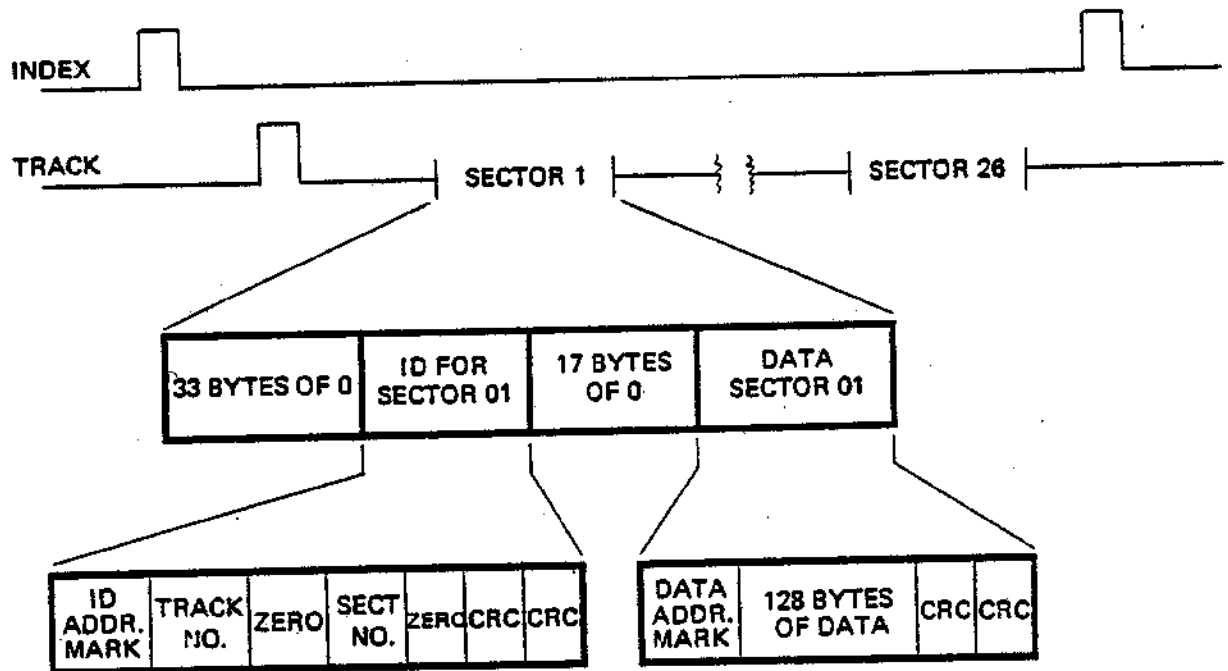 INDEX
TRACK
SECTOR 1
SECTOR 26
33 BYTES OF 0
ID FOR
SECTOR 01
17 BYTES
OF 0
DATA
SECTOR 01
ID
ADDR.
MARK
TRACK
NO.
ZERO
SECT
NO.
ZERO
CRC
CRC
DATA
ADDR.
MARK
128 BYTES
OF DATA
CRC
CRC